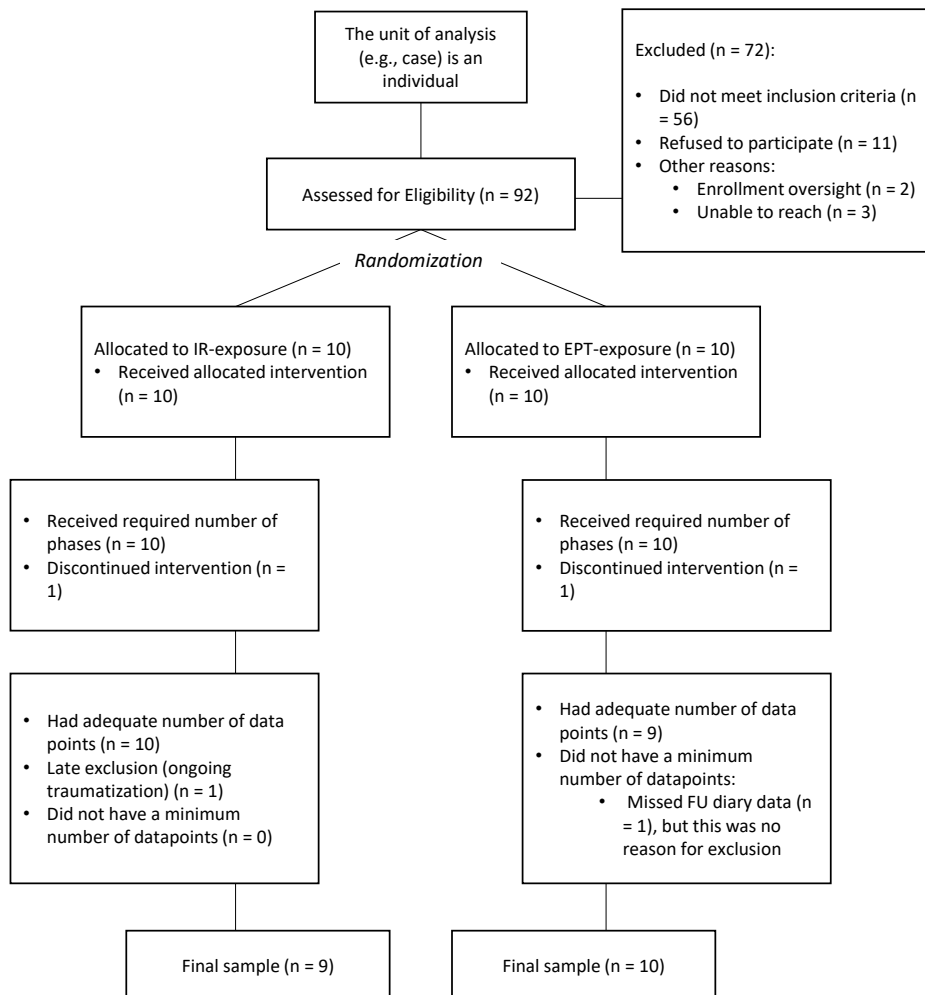 The unit of analysis
(e.g., case) is an
individual
Excluded (n = 72):
• Did not meet inclusion criteria (n
= 56)
• Refused to participate (n = 11)
• Other reasons:
• Enrollment oversight (n = 2)
• Unable to reach (n = 3)
Assessed for Eligibility (n = 92)
Randomization
Allocated to IR-exposure (n = 10)
• Received allocated intervention
(n = 10)
Allocated to EPT-exposure (n = 10)
• Received allocated intervention
(n = 10)
• Received required number of
phases (n = 10)
• Discontinued intervention (n =
1)
• Received required number of
phases (n = 10)
• Discontinued intervention (n =
1)
• Had adequate number of data
points (n = 10)
• Late exclusion (ongoing
traumatization) (n = 1)
• Did not have a minimum
number of datapoints (n = 0)
• Had adequate number of data
points (n = 9)
• Did not have a minimum
number of datapoints:
• Missed FU diary data (n
= 1), but this was no
reason for exclusion
Final sample (n = 9)
Final sample (n = 10)